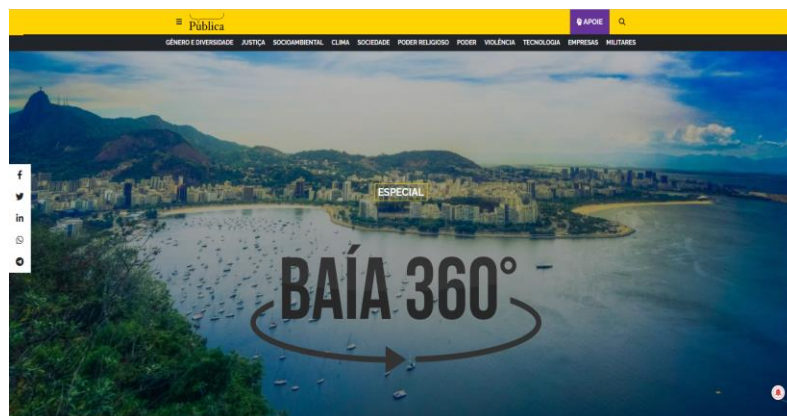 Pública
APOIE
GÊNERO E DIVERSIDADE JUSTIÇA SOCIOAMBIENTAL CLIMA SOCIEDADE PODER RELIGIOSO PODER VIOLÊNCIA TECNOLOGIA EMPRESAS MILITARES
ESPECIAL
BAÍA 360°